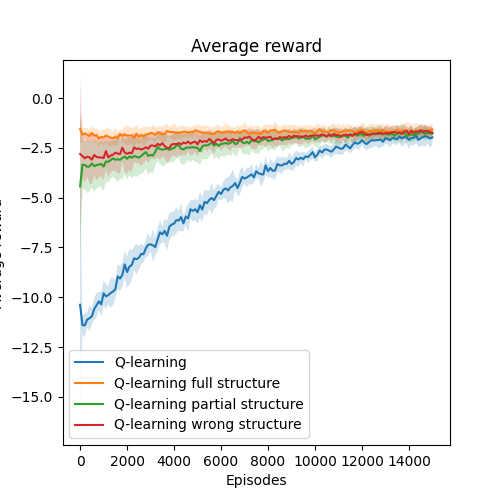 Average reward
0.0
−2.5
−5.0
−7.5
−10.0
−12.5
−15.0
Q-learning
Q-learning full structure
Q-learning partial structure
Q-learning wrong structure
0 2000 4000 6000 8000 10000 12000 14000
Episodes